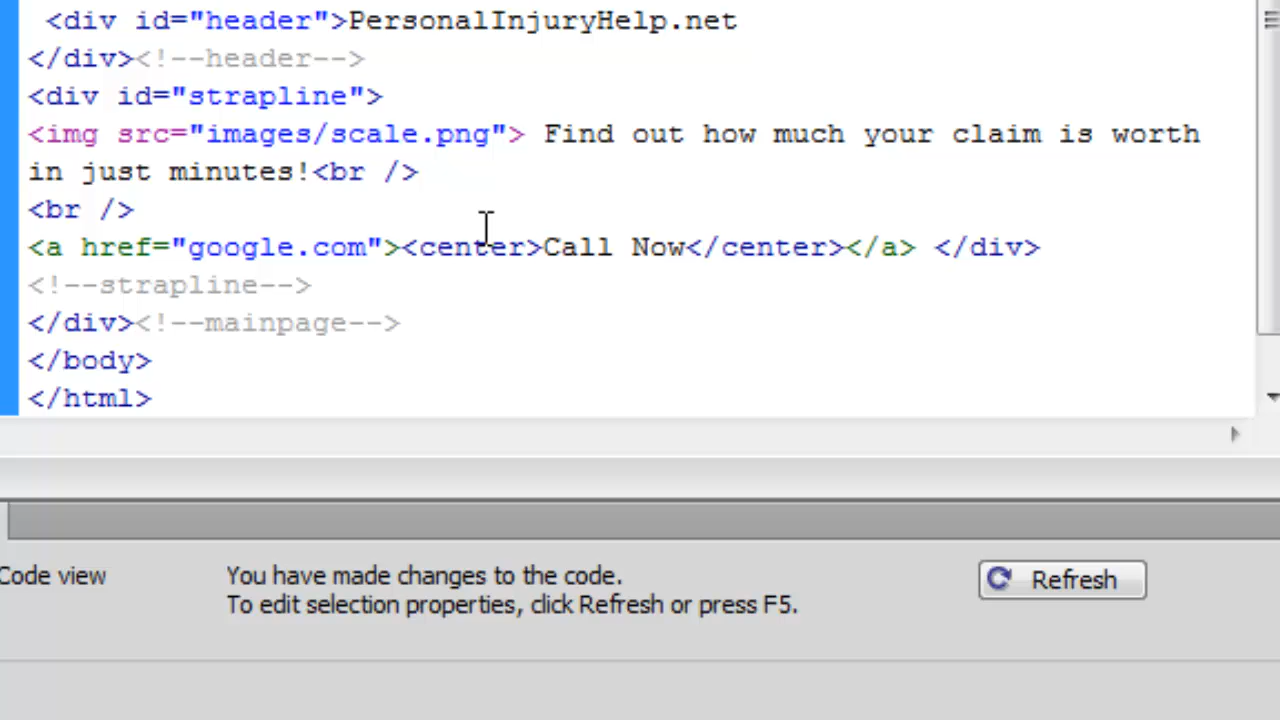 <div id="header">PersonalInjuryHelp.net
</div><!--header-->
<div id="strapline">
<img src="images/scale.png"> Find out how much your claim is worth
in just minutes!<br />
<br />
<a href="google.com"><center>Call Now</center></a> </div>
<!--strapline-->
</div><!--mainpage-->
</body>
</html>
Code view
You have made changes to the code.
To edit selection properties, click Refresh or press F5.
Refresh